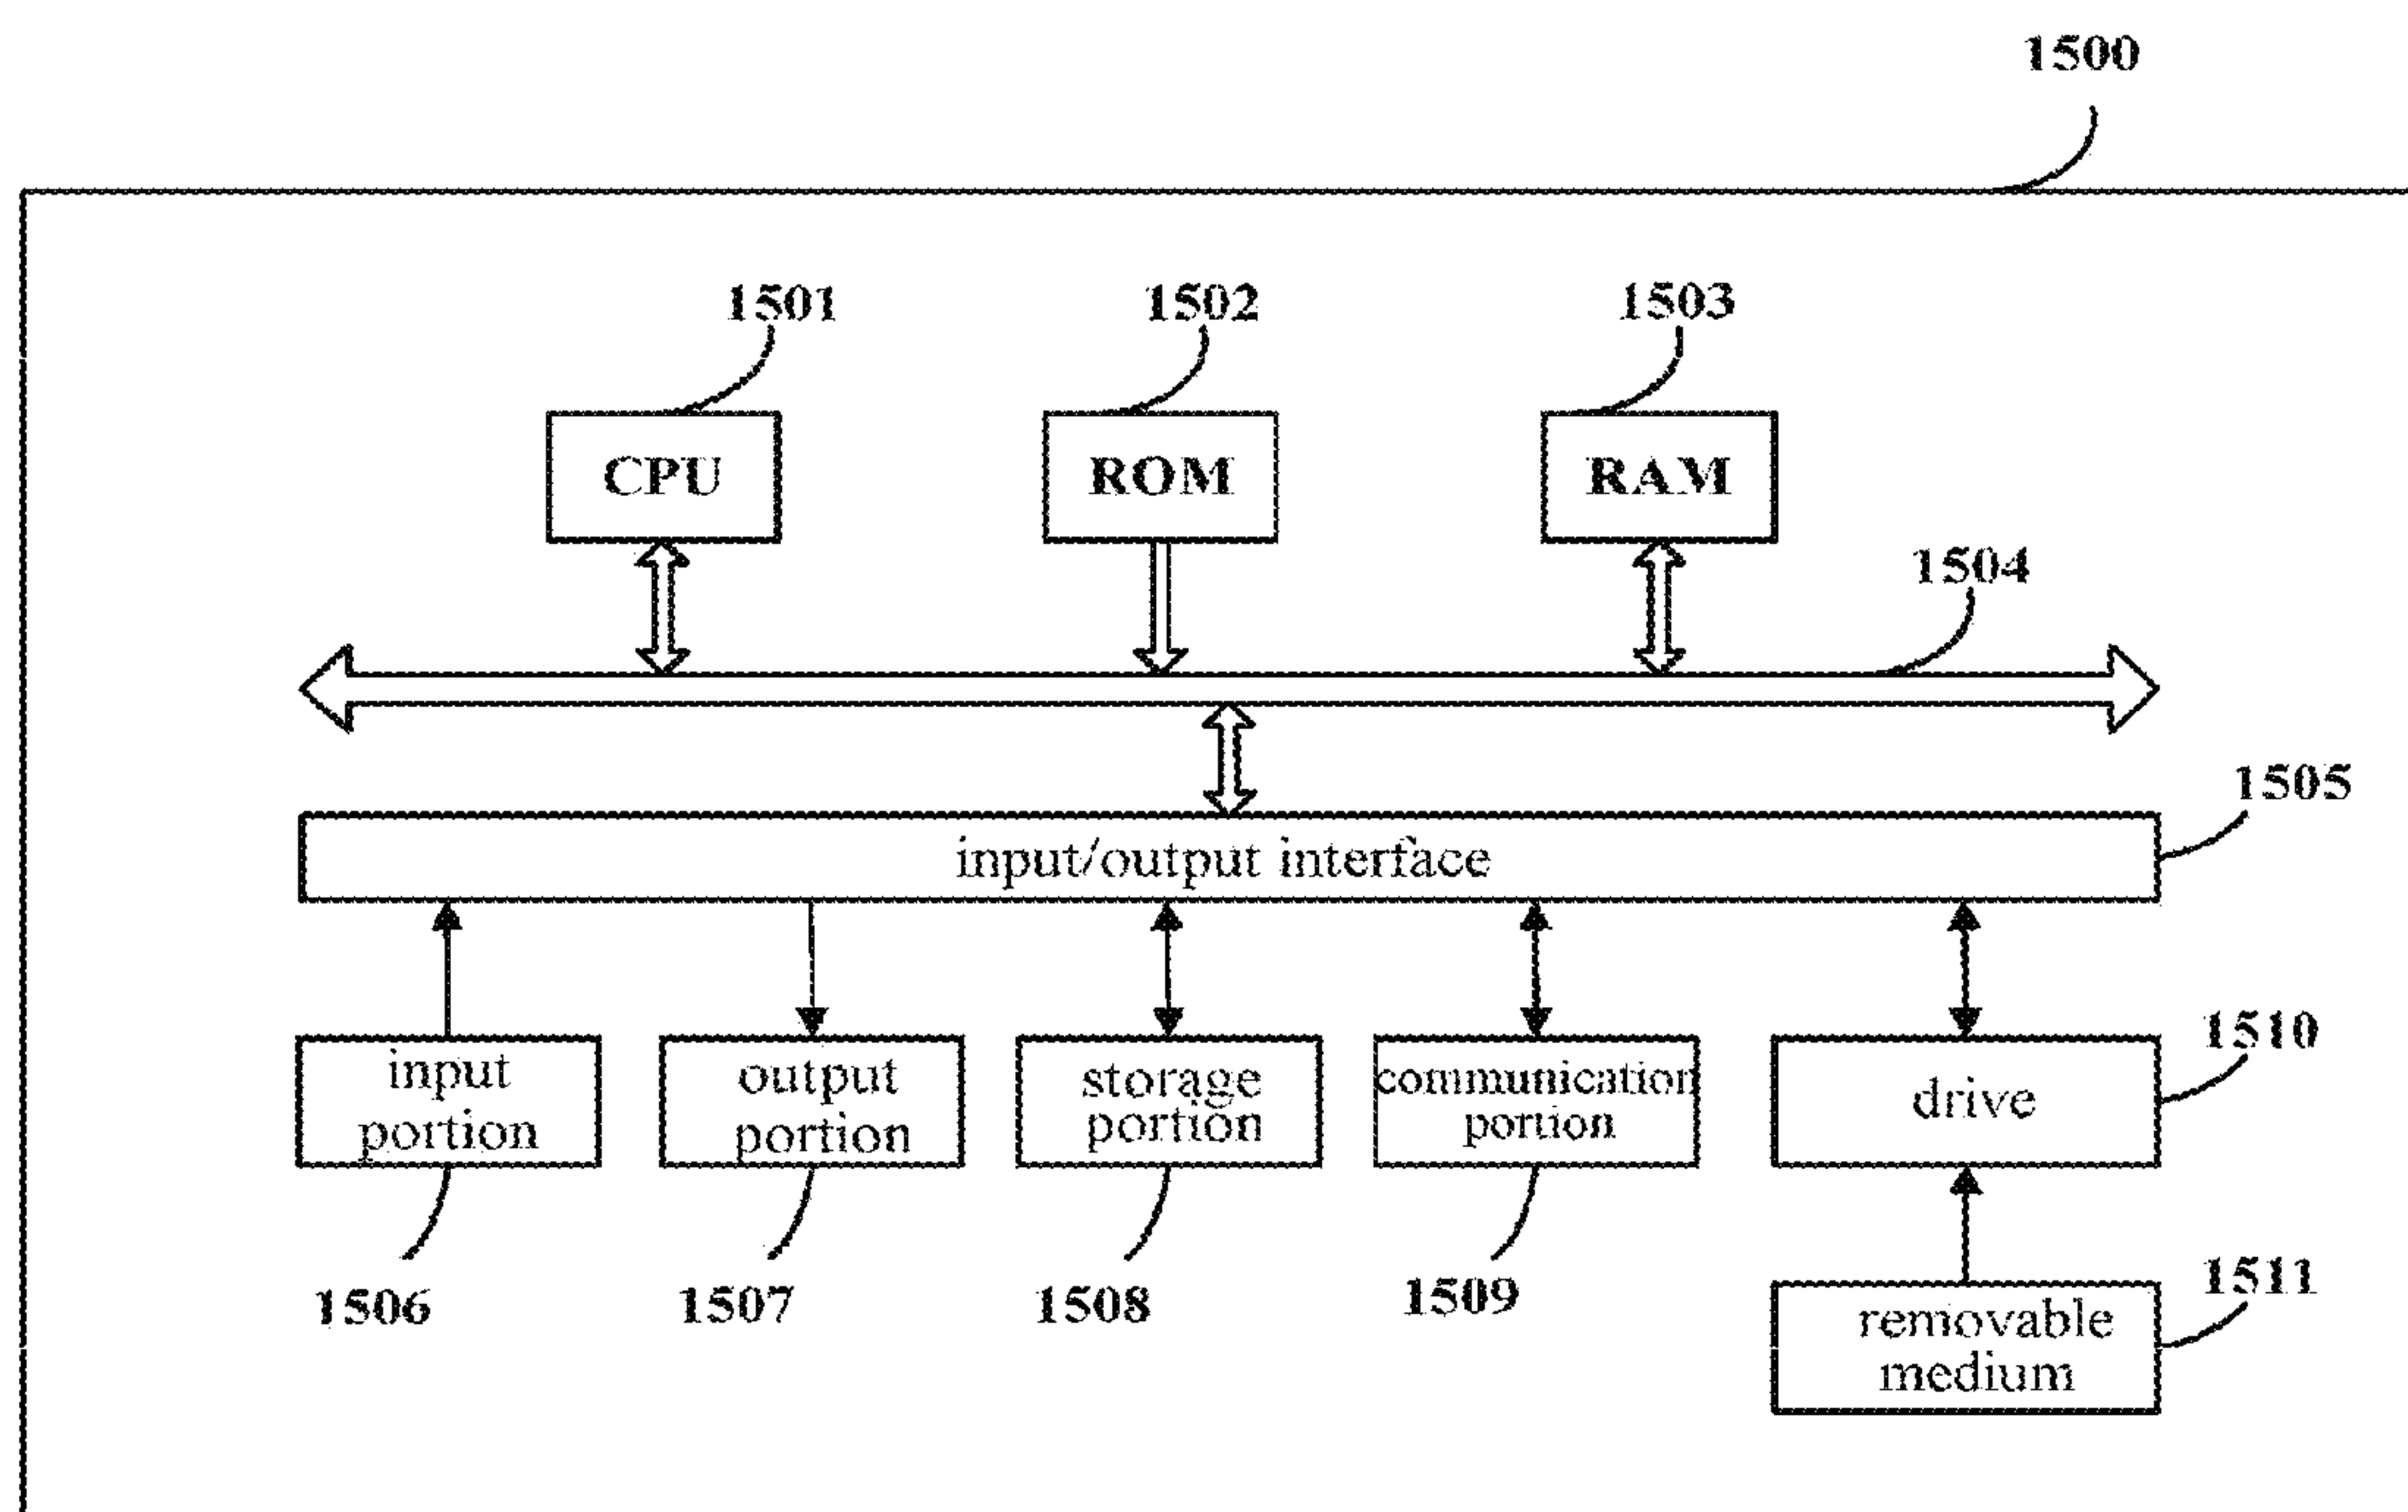 1500
1501
1502
1503
CPU
ROM
RAM
1504
1505
input/output interface
input
portion
output
portion
storage
portion
communication
portion
drive
1510
1506
1507
1508
1509
1511
removable
medium